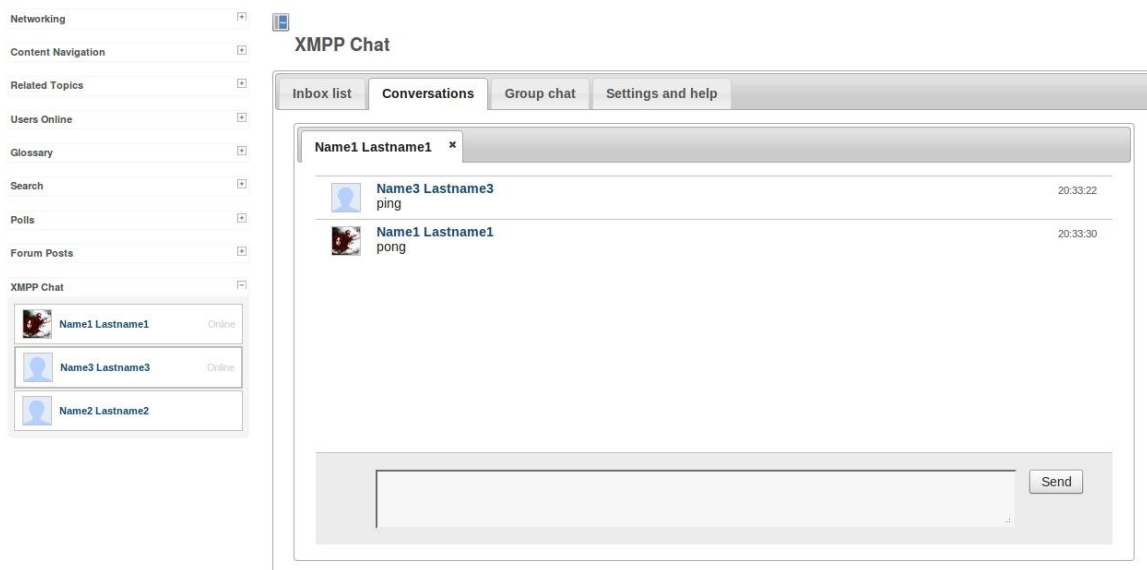 Networking
Content Navigation
Related Topics
Users Online
Glossary
Search
Polls
Forum Posts
XMPP Chat
Name1 Lastname1 Online
Name3 Lastname3 Online
Name2 Lastname2
XMPP Chat
Inbox list Conversations Group chat Settings and help
Name1 Lastname1
Name3 Lastname3 20:33:22
ping
Name1 Lastname1 20:33:30
pong
Send